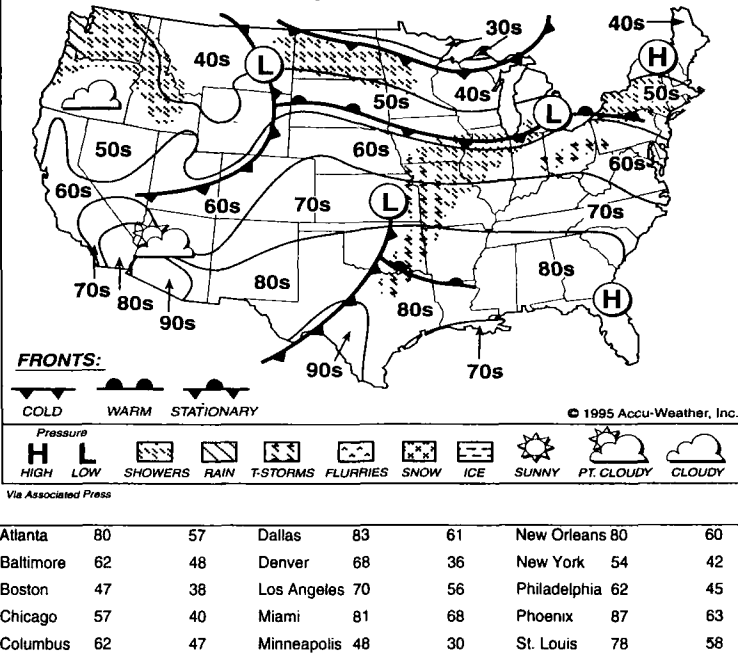 30s 40s
40s L H
50s 40s L 50s
50s 60s 60s
60s 60s 70s L 70s
80s 80s 80s
70s 80s 90s H
90s 70s
FRONTS:
COLD WARM STATIONARY
© 1995 Accu-Weather, Inc.
Pressure
H L
HIGH LOW SHOWERS RAIN T-STORMS FLURRIES SNOW ICE SUNNY PT. CLOUDY CLOUDY
Via Associated Press
Atlanta 80 57 Dallas 83 61 New Orleans 80 60
Baltimore 62 48 Denver 68 36 New York 54 42
Boston 47 38 Los Angeles 70 56 Philadelphia 62 45
Chicago 57 40 Miami 81 68 Phoenix 87 63
Columbus 62 47 Minneapolis 48 30 St. Louis 78 58